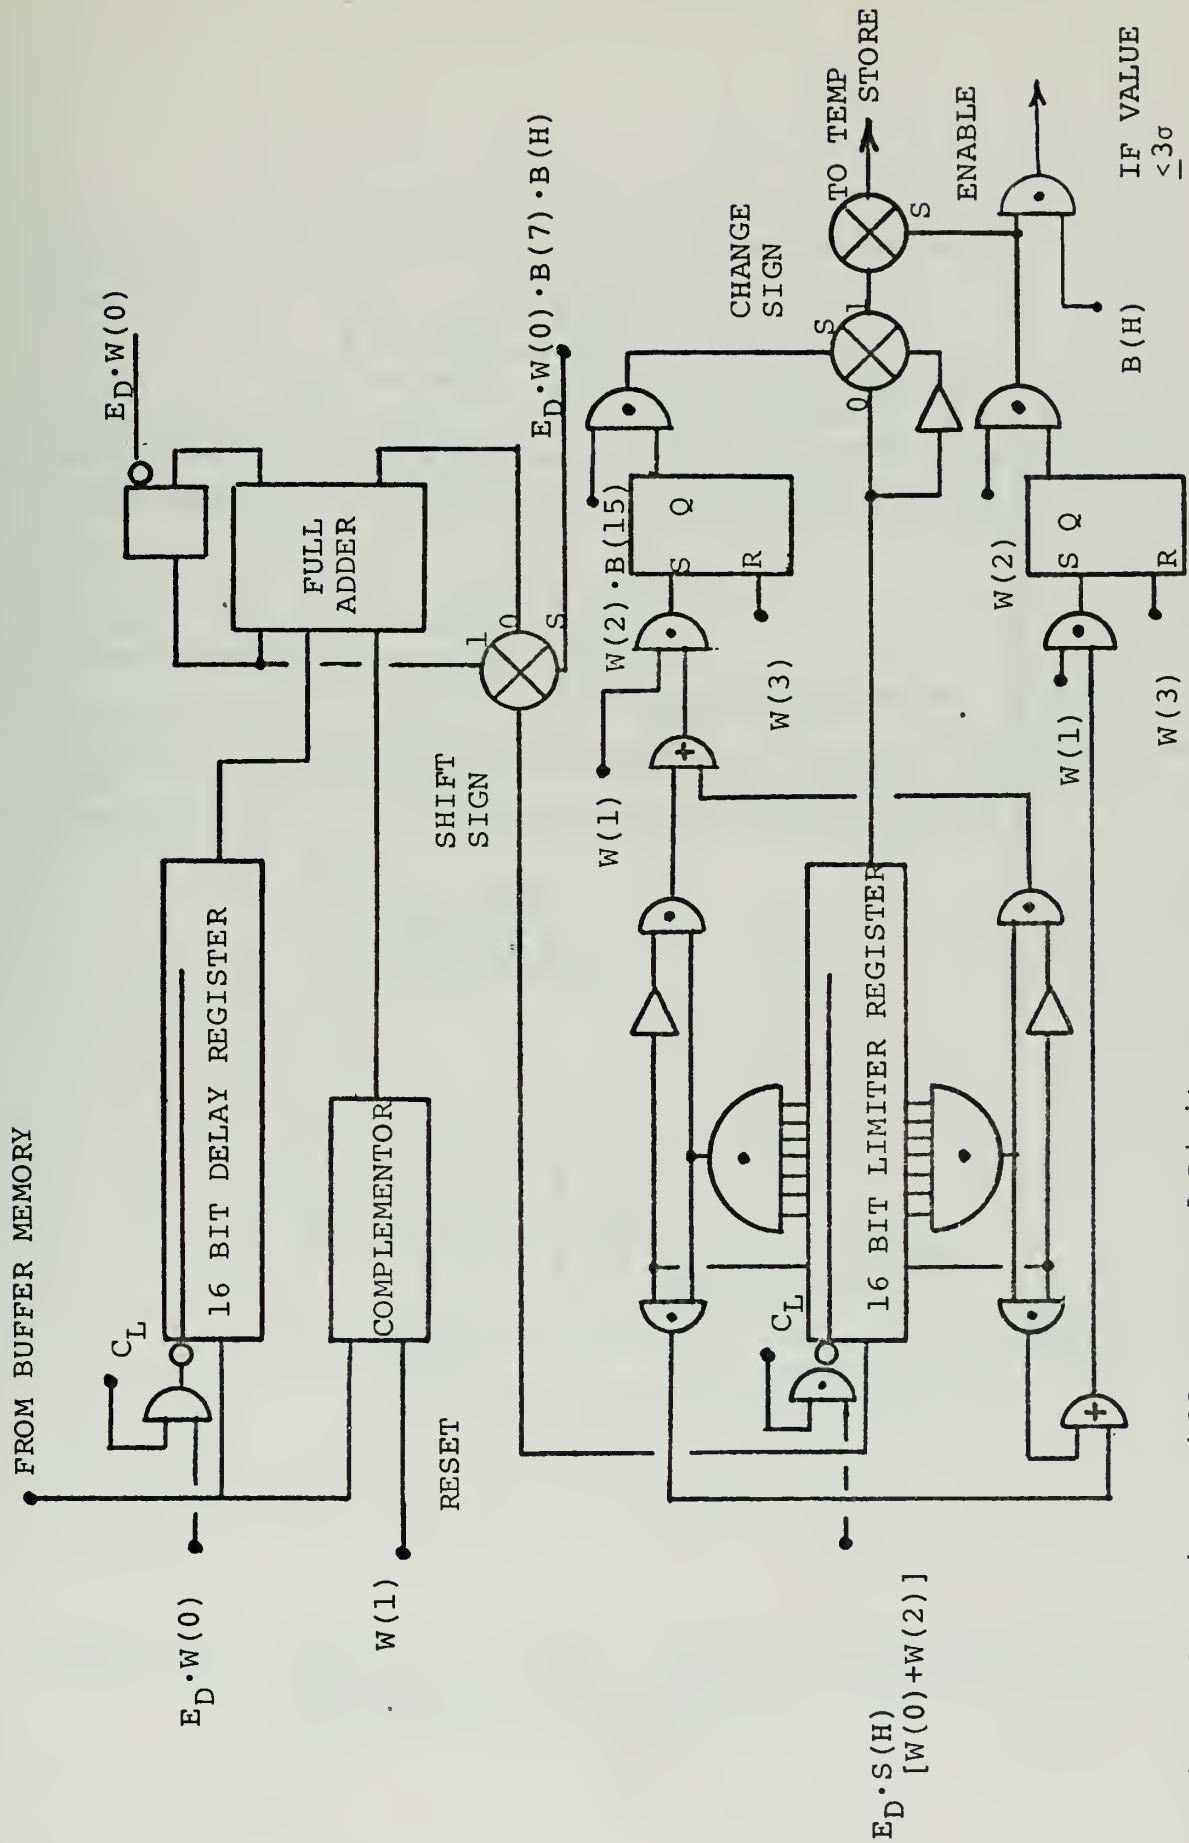 FROM BUFFER MEMORY
E_D·W(0)
C_L
16 BIT DELAY REGISTER
W(1)
RESET
COMPLEMENTOR
FULL
ADDER
E_D·W(0)
SHIFT
SIGN
1
0
S
E_D·W(0)·B(7)·B(H)
E_D·S(H)
[W(0)+W(2)]
C_L
16 BIT LIMITER REGISTER
+
+
W(1)
W(2)·B(15)
S Q
R
W(3)
CHANGE
SIGN
S
0
1
TO TEMP
STORE
S
ENABLE
W(2)
W(1)
S Q
R
W(3)
B(H)
IF VALUE
≤3σ